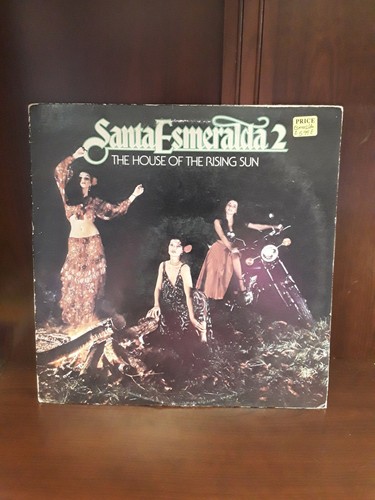 Santa Esmeralda 2
THE HOUSE OF THE RISING SUN
PRICE